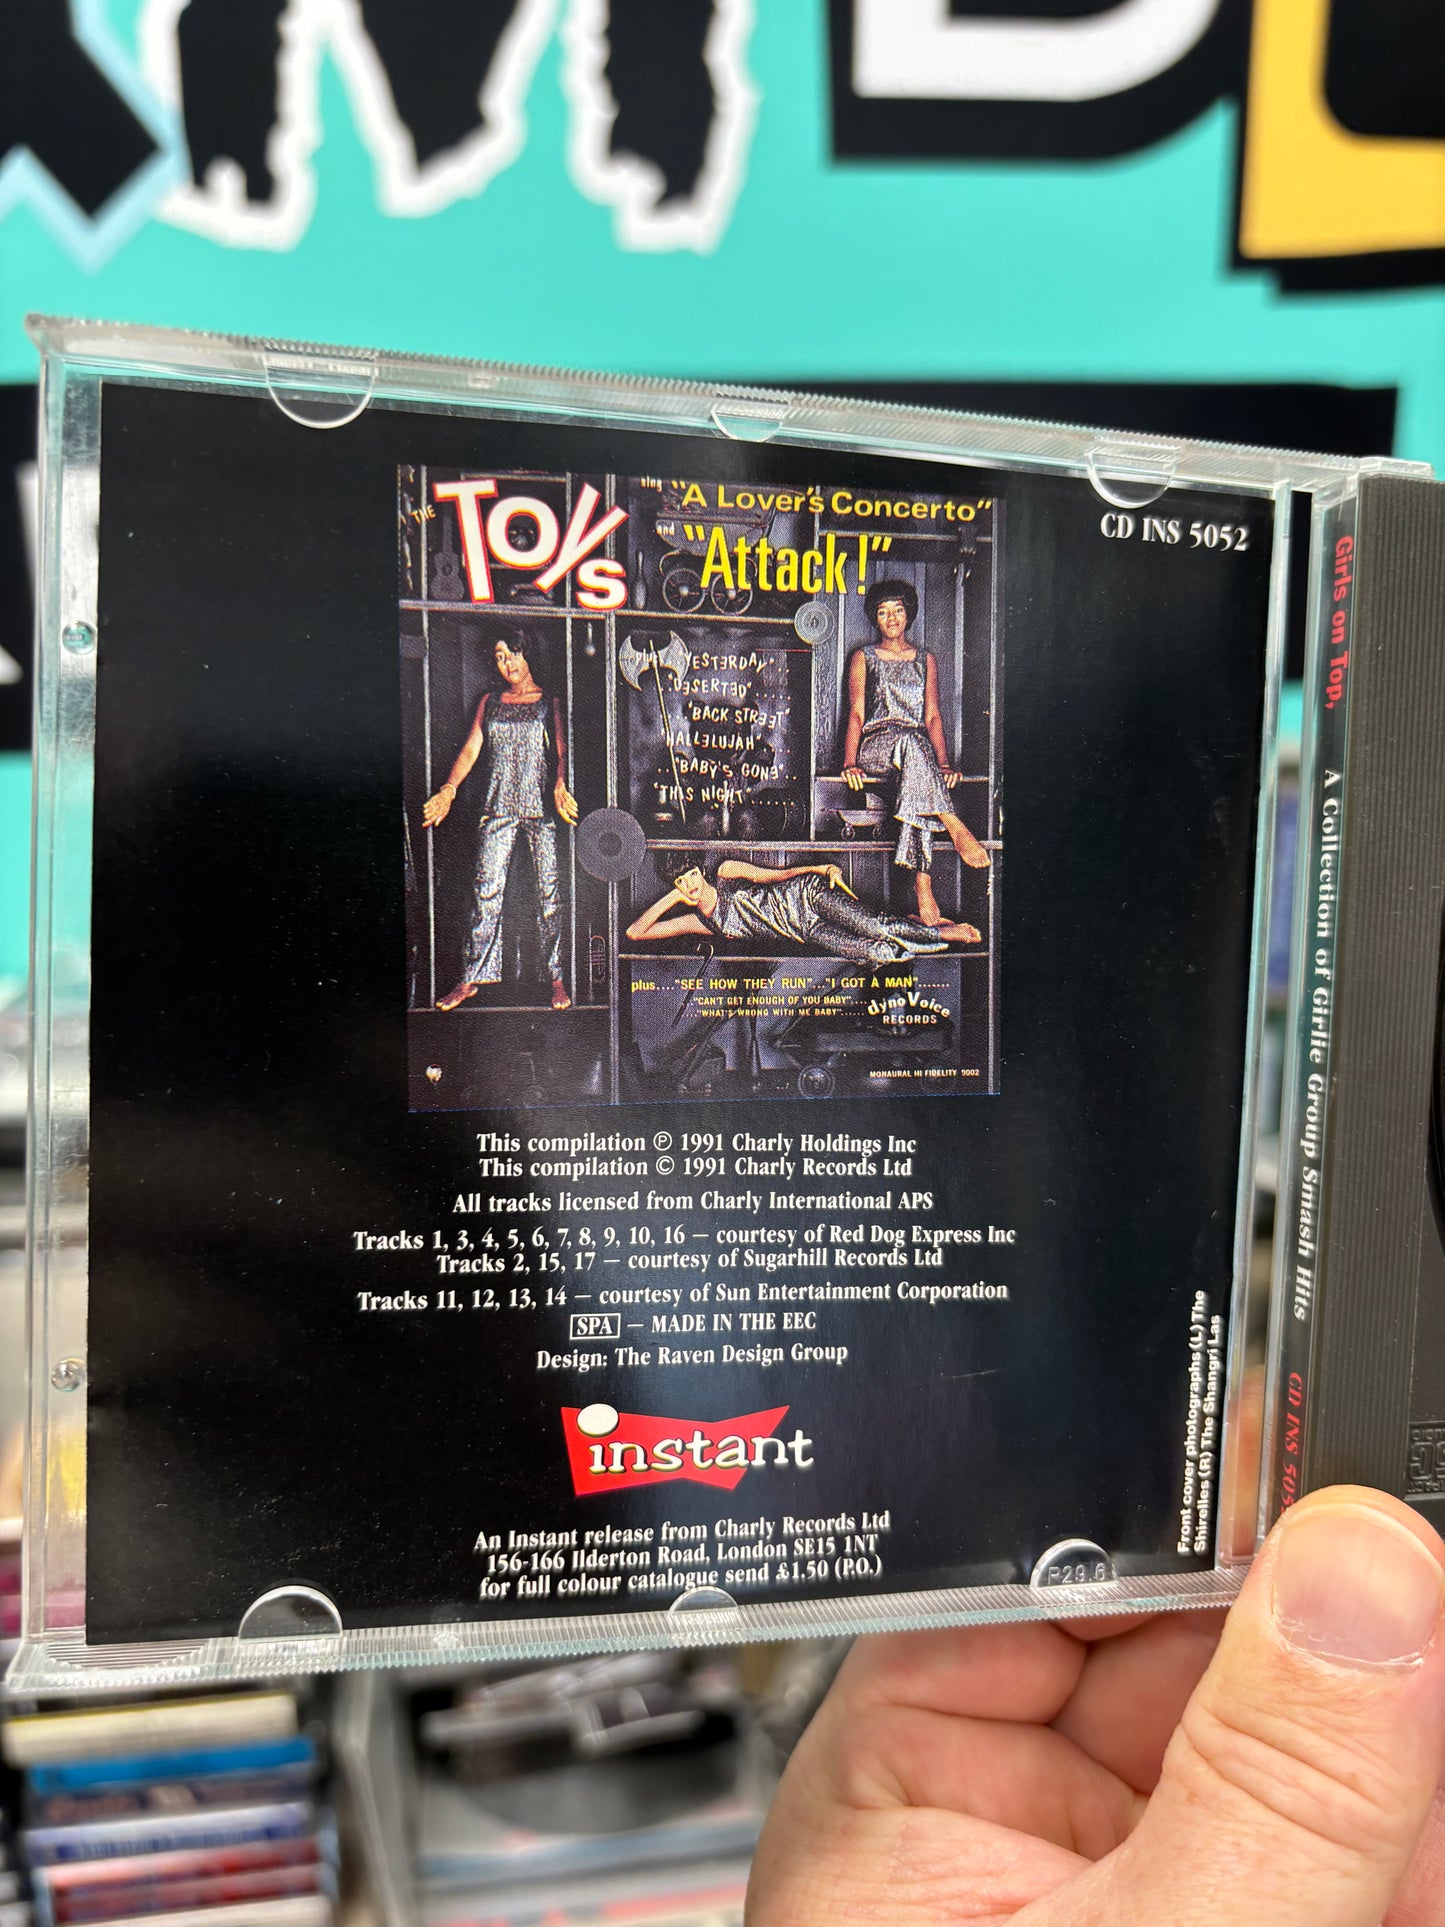 CD INS 5052
THE TOYS
sing "A LOVER'S CONCERTO"
and "Attack!"
plus "YESTERDAY"..
.."DESERTED".....
..."BACK STREET"
"HALLELUJAH"..
..."BABY'S GONE"..
"THIS NIGHT"......
plus...."SEE HOW THEY RUN"..."I GOT A MAN".......
..."CAN'T GET ENOUGH OF YOU BABY"....
..."WHAT'S WRONG WITH ME BABY"......
dynoVoice
RECORDS
MONAURAL HI FIDELITY 9002
This compilation ℗ 1991 Charly Holdings Inc
This compilation © 1991 Charly Records Ltd
All tracks licensed from Charly International APS
Tracks 1, 3, 4, 5, 6, 7, 8, 9, 10, 16 – courtesy of Red Dog Express Inc
Tracks 2, 15, 17 – courtesy of Sugarhill Records Ltd
Tracks 11, 12, 13, 14 – courtesy of Sun Entertainment Corporation
SPA – MADE IN THE EEC
Design: The Raven Design Group
instant
An Instant release from Charly Records Ltd
156-166 Ilderton Road, London SE15 1NT
for full colour catalogue send £1.50 (P.O.)
Front cover photographs (L) The
Shirelles (R) The Shangri Las
P29.6
Girls on Top, A Collection of Girlie Group Smash Hits CD INS 505